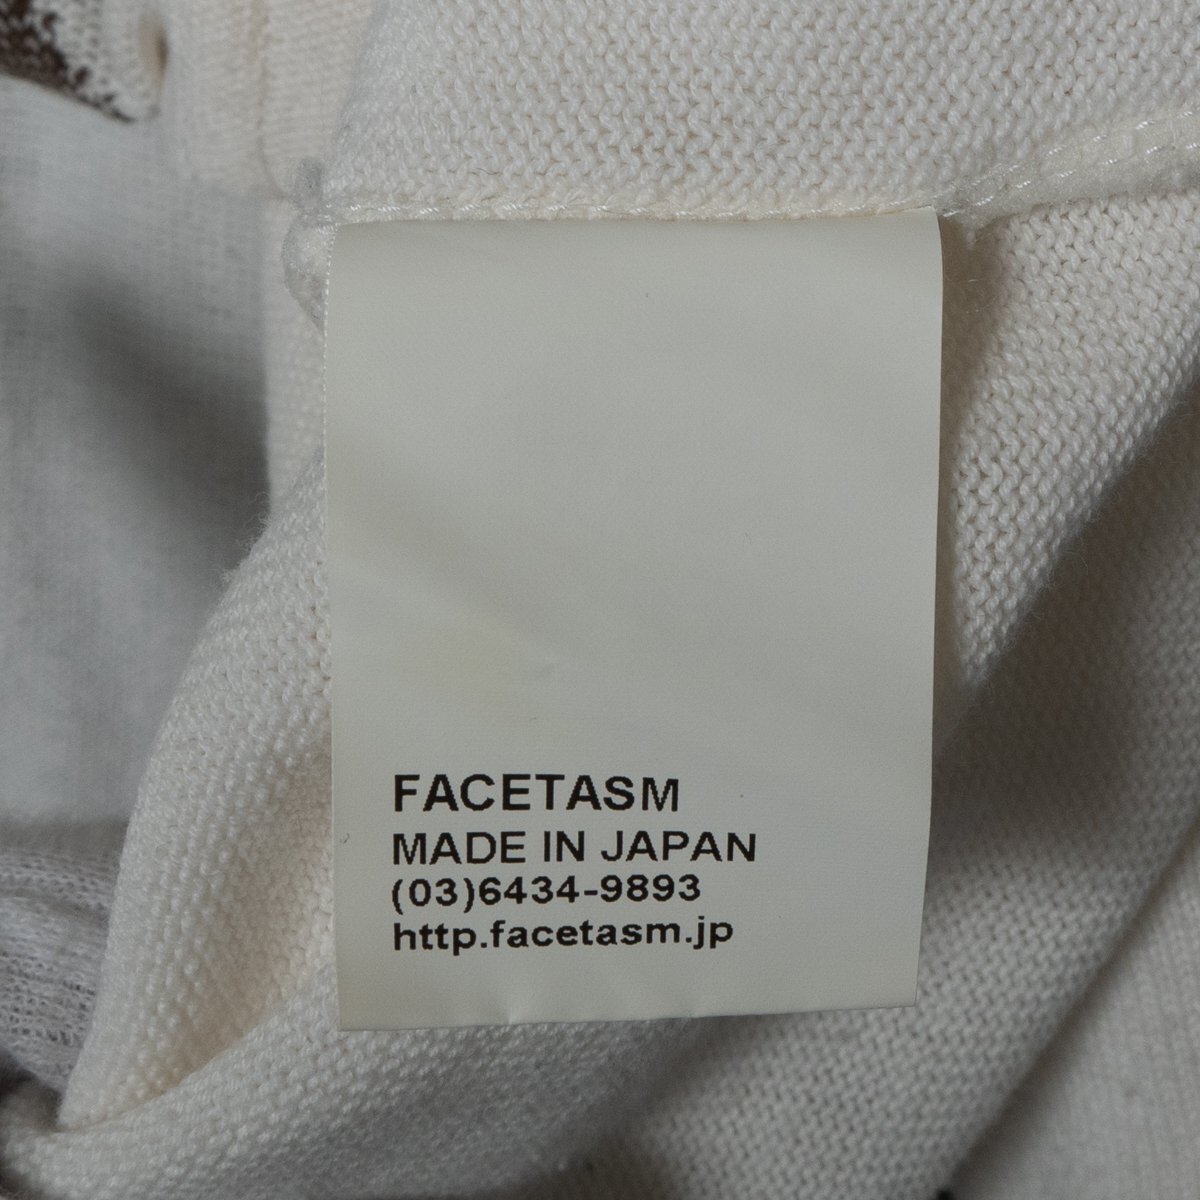 FACETASM
MADE IN JAPAN
(03)6434-9893
http.facetasm.jp